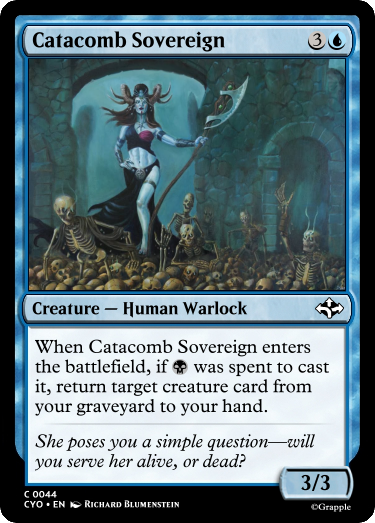 Catacomb Sovereign 3
Creature — Human Warlock
When Catacomb Sovereign enters
the battlefield, if was spent to cast
it, return target creature card from
your graveyard to your hand.
She poses you a simple question—will
you serve her alive, or dead?
3/3
C 0044
CYO • EN Richard Blumenstein
©Grapple